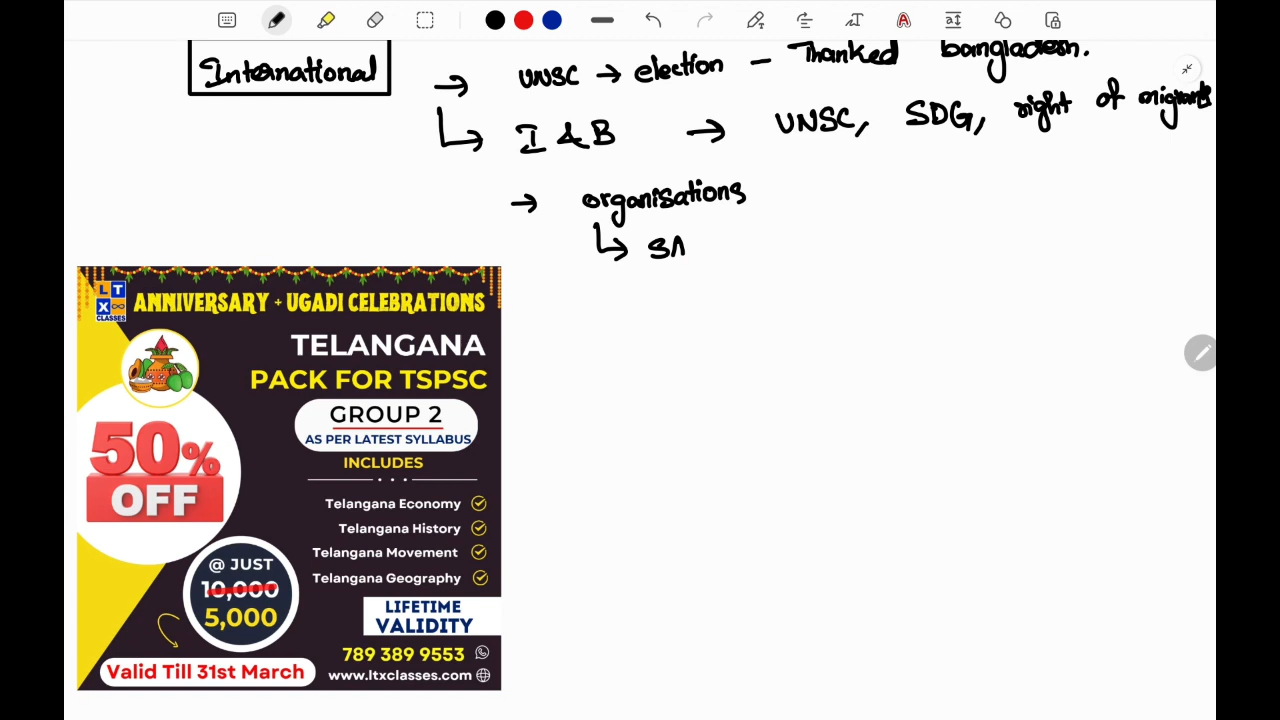 International
→ UNSC → election - Thanked bangladesh.
↳ I & B → UNSC, SDG, right of migrants
→ organisations
↳ SA
LTX
CLASSES
ANNIVERSARY + UGADI CELEBRATIONS
TELANGANA
PACK FOR TSPSC
GROUP 2
AS PER LATEST SYLLABUS
INCLUDES
50% OFF
Telangana Economy
Telangana History
Telangana Movement
Telangana Geography
@ JUST
10,000
5,000
LIFETIME
VALIDITY
Valid Till 31st March
789 389 9553
www.ltxclasses.com